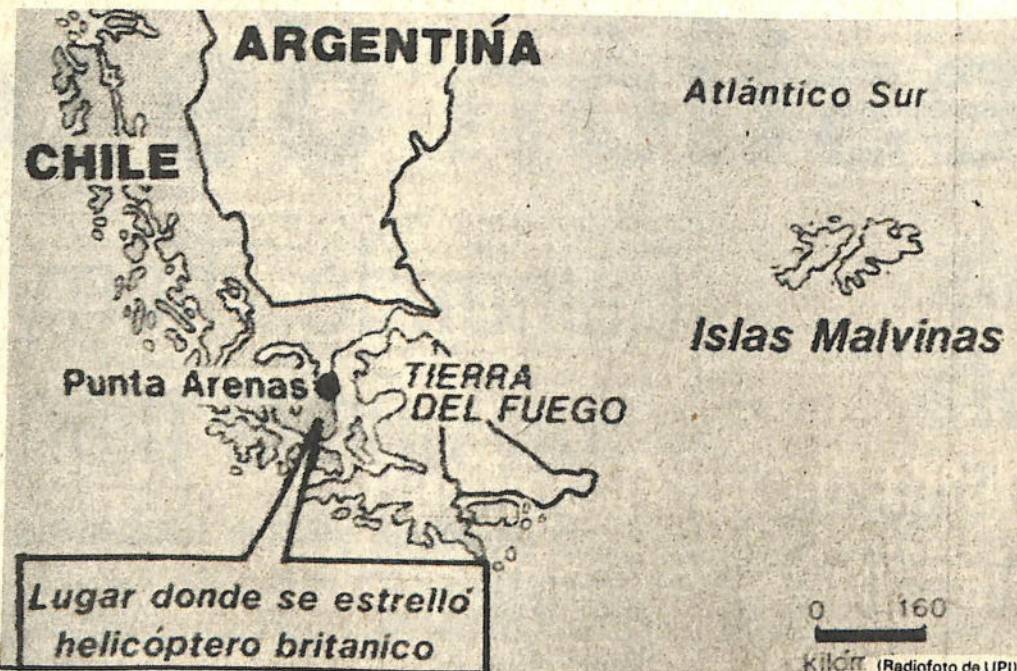 ARGENTINA
Atlántico Sur
CHILE
Islas Malvinas
Punta Arenas
TIERRA
DEL FUEGO
Lugar donde se estrelló
helicóptero britanico
0 160
(Radiofoto de UPI)